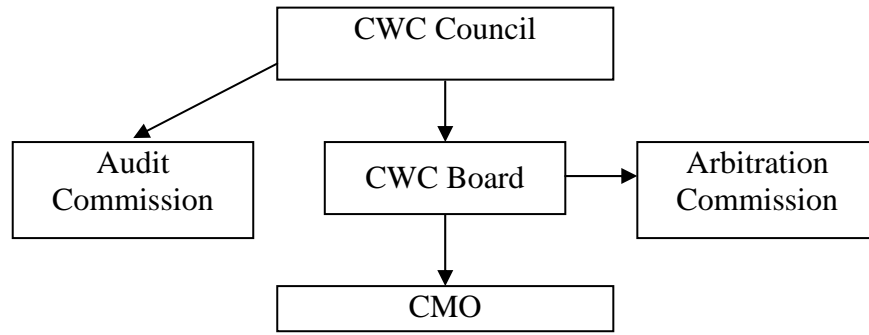 CWC Council
Audit
Commission
CWC Board
Arbitration
Commission
CMO